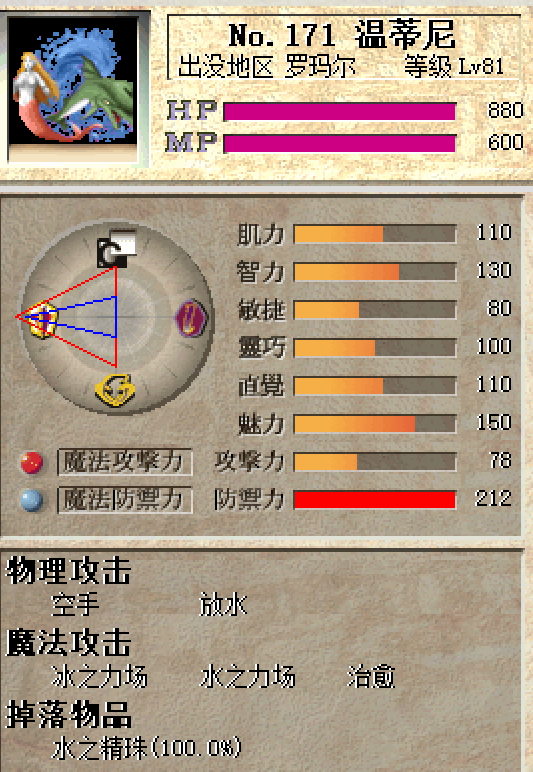 No.171 温蒂尼
出没地区 罗玛尔 等级 Lv81
HP 880
MP 600
肌力 110
智力 130
敏捷 80
靈巧 100
直覺 110
魅力 150
魔法攻撃力 攻撃力 78
魔法防禦力 防禦力 212
物理攻击
空手 放水
魔法攻击
冰之力场 水之力场 治愈
掉落物品
水之精珠(100.0%)